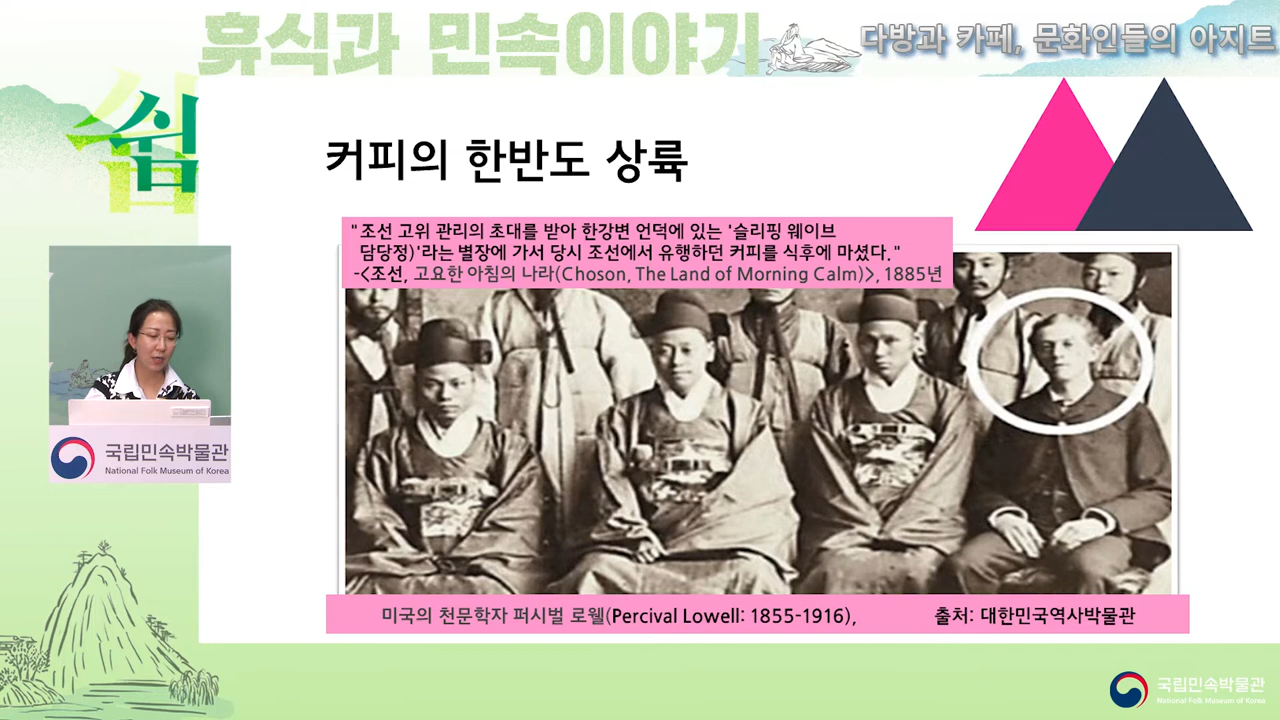 휴식과 민속이야기
다방과 카페, 문화인들의 아지트
쉼
커피의 한반도 상륙
"조선 고위 관리의 초대를 받아 한강변 언덕에 있는 '슬리핑 웨이브
담당정)'라는 별장에 가서 당시 조선에서 유행하던 커피를 식후에 마셨다."
-<조선, 고요한 아침의 나라(Choson, The Land of Morning Calm)>, 1885년
국립민속박물관
National Folk Museum of Korea
미국의 천문학자 퍼시벌 로웰(Percival Lowell: 1855-1916), 출처: 대한민국역사박물관
국립민속박물관
National Folk Museum of Korea